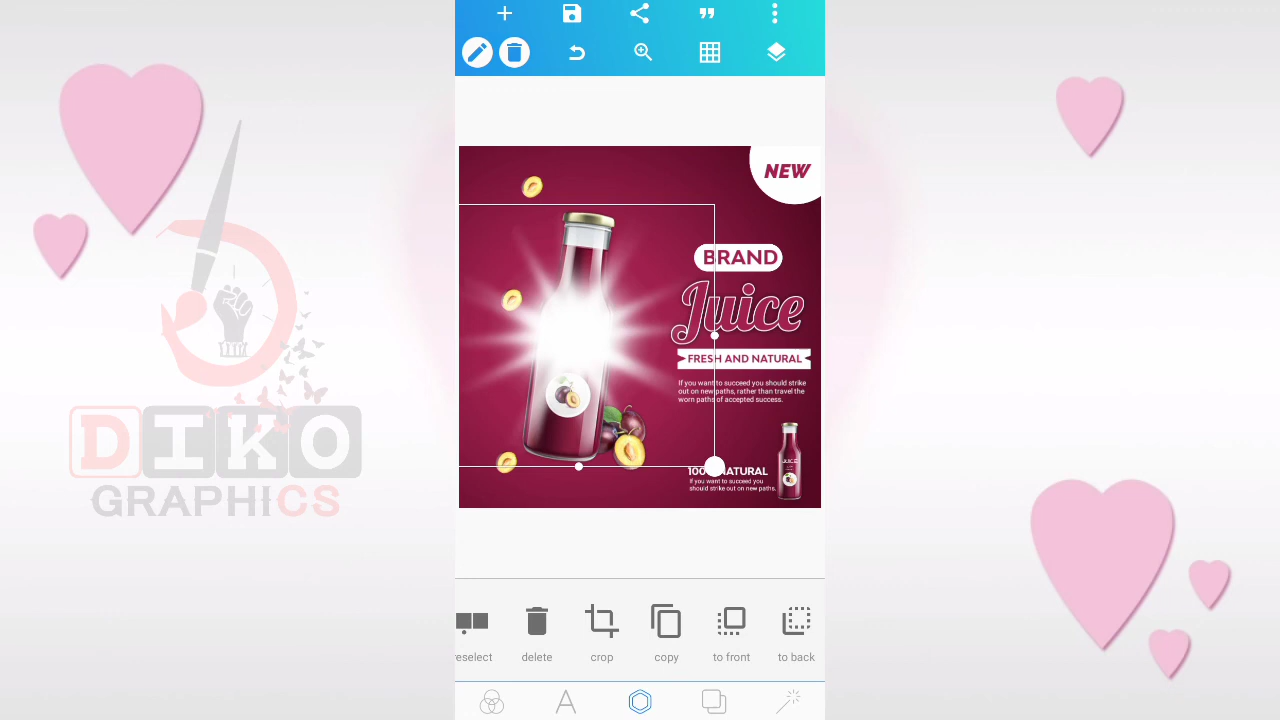 NEW
BRAND
Juice
FRESH AND NATURAL
If you want to succeed you should strike
out on new paths, rather than travel the
worn paths of accepted success.
JUICE
NATURAL
If you want to succeed you
should strike out on new paths.
DIKO
GRAPHICS
eselect
delete
crop
copy
to front
to back